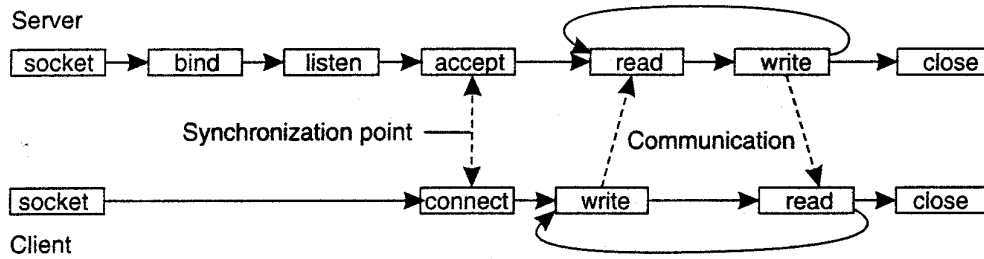 Server
socket bind listen accept read write close
Synchronization point Communication
socket connect write read close
Client